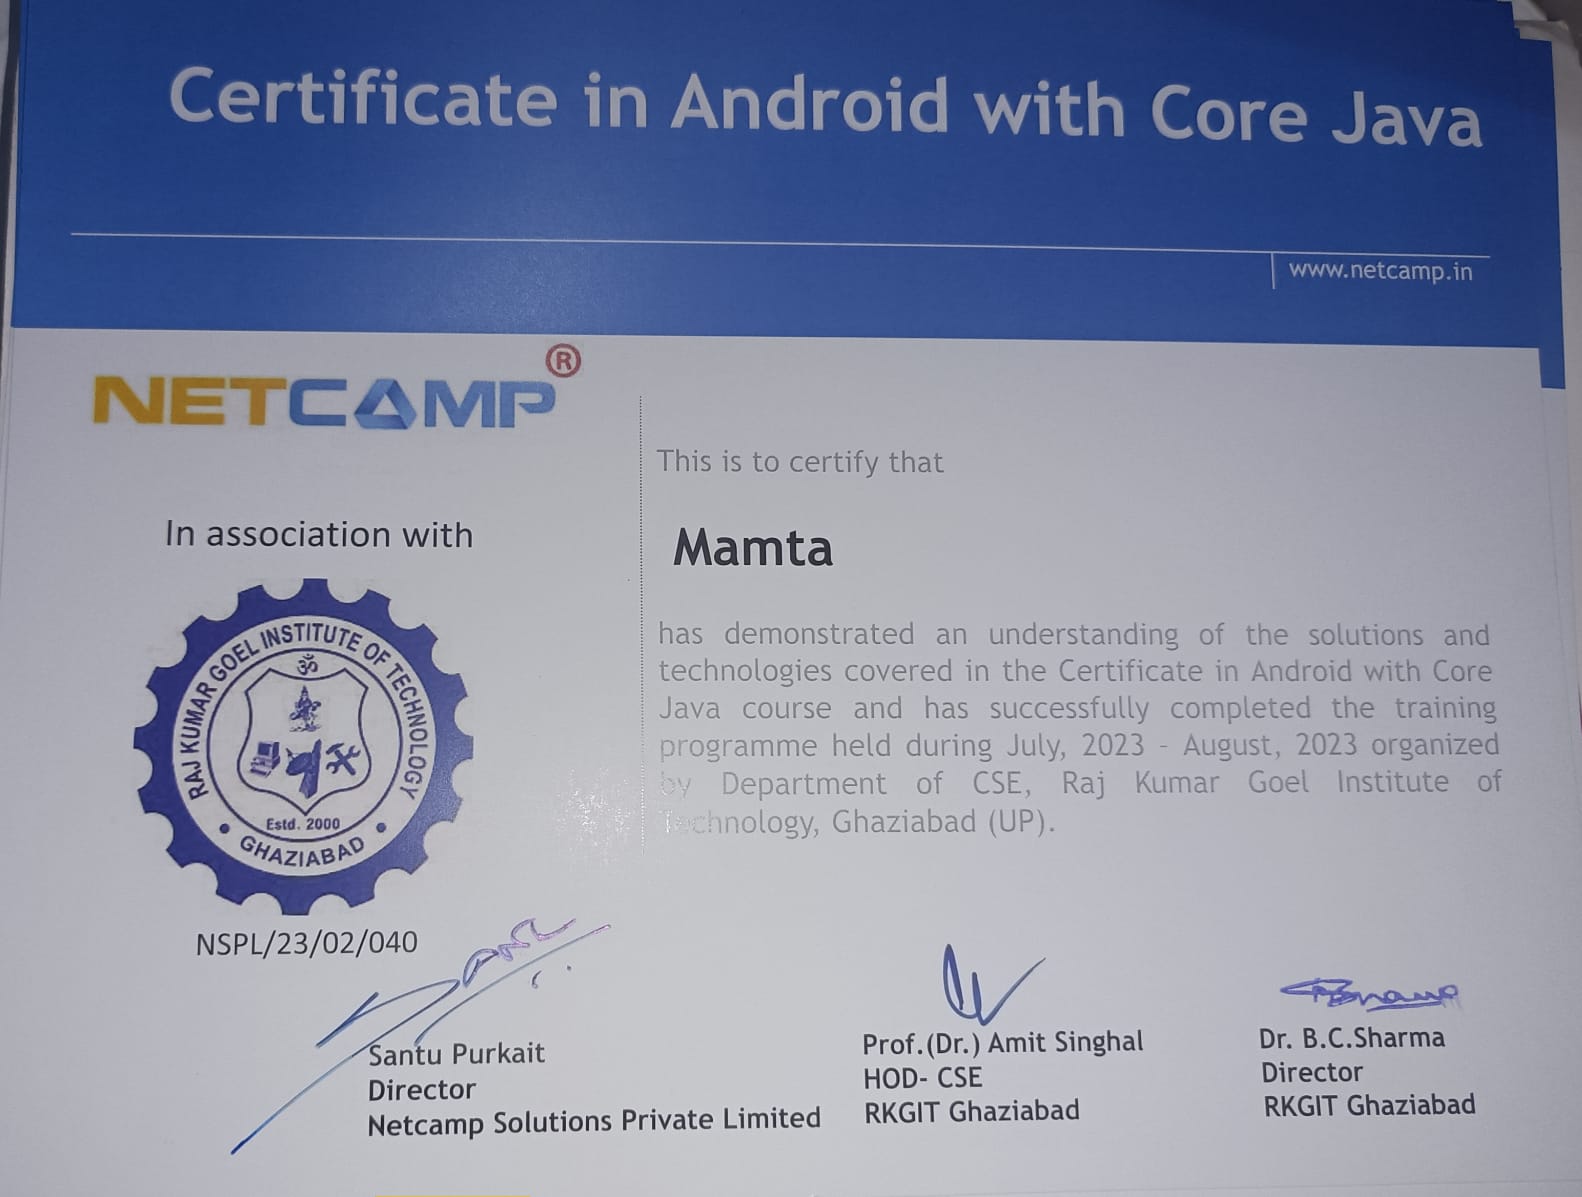 Certificate in Android with Core Java
www.netcamp.in
NETCAMP®
In association with
RAJ KUMAR GOEL INSTITUTE OF TECHNOLOGY
ॐ
Estd. 2000
GHAZIABAD
NSPL/23/02/040
This is to certify that
Mamta
has demonstrated an understanding of the solutions and
technologies covered in the Certificate in Android with Core
Java course and has successfully completed the training
programme held during July, 2023 - August, 2023 organized
by Department of CSE, Raj Kumar Goel Institute of
Technology, Ghaziabad (UP).
Santu Purkait
Director
Netcamp Solutions Private Limited
Prof.(Dr.) Amit Singhal
HOD- CSE
RKGIT Ghaziabad
Dr. B.C.Sharma
Director
RKGIT Ghaziabad